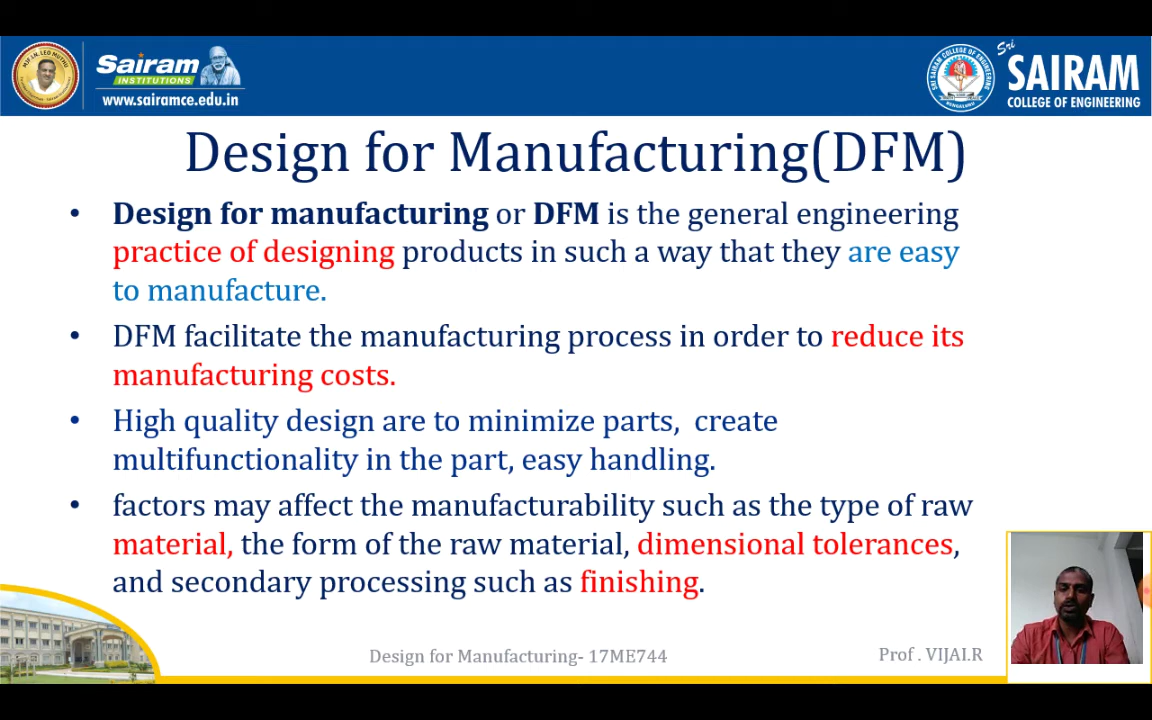 Sairam
INSTITUTIONS
www.sairamce.edu.in
Sri
SAIRAM
COLLEGE OF ENGINEERING
Design for Manufacturing(DFM)
• Design for manufacturing or DFM is the general engineering
practice of designing products in such a way that they are easy
to manufacture.
• DFM facilitate the manufacturing process in order to reduce its
manufacturing costs.
• High quality design are to minimize parts, create
multifunctionality in the part, easy handling.
• factors may affect the manufacturability such as the type of raw
material, the form of the raw material, dimensional tolerances,
and secondary processing such as finishing.
Design for Manufacturing- 17ME744
Prof . VIJAI.R